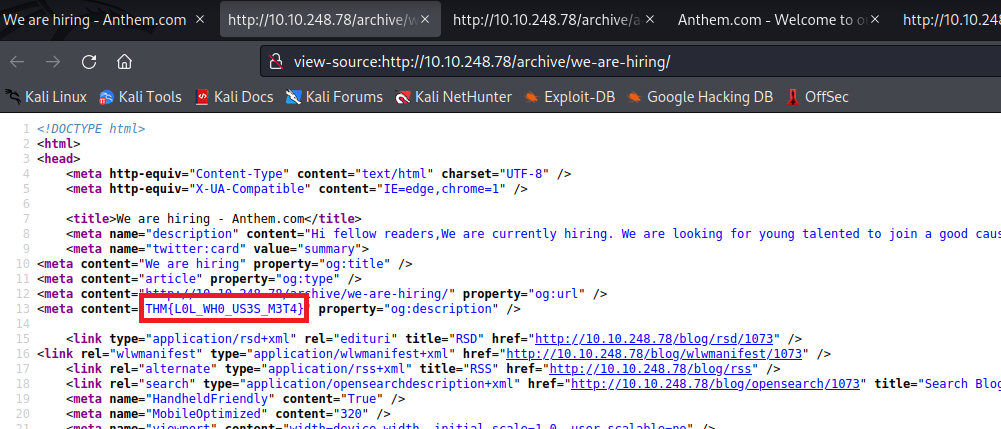 We are hiring - Anthem.com × http://10.10.248.78/archive/w × http://10.10.248.78/archive/a × Anthem.com - Welcome to o × http://10.10.24
view-source:http://10.10.248.78/archive/we-are-hiring/
Kali Linux Kali Tools Kali Docs Kali Forums Kali NetHunter Exploit-DB Google Hacking DB OffSec
1 <!DOCTYPE html>
2 <html>
3 <head>
4 <meta http-equiv="Content-Type" content="text/html" charset="UTF-8" />
5 <meta http-equiv="X-UA-Compatible" content="IE=edge,chrome=1" />
6
7 <title>We are hiring - Anthem.com</title>
8 <meta name="description" content="Hi fellow readers,We are currently hiring. We are looking for young talented to join a good caus
9 <meta name="twitter:card" value="summary">
10 <meta content="We are hiring" property="og:title" />
11 <meta content="article" property="og:type" />
12 <meta content="http://10.10.248.78/archive/we-are-hiring/" property="og:url" />
13 <meta content= THM{L0L_WH0_US3S_M3T4} property="og:description" />
14
15 <link type="application/rsd+xml" rel="edituri" title="RSD" href="http://10.10.248.78/blog/rsd/1073" />
16 <link rel="wlwmanifest" type="application/wlwmanifest+xml" href="http://10.10.248.78/blog/wlwmanifest/1073" />
17 <link rel="alternate" type="application/rss+xml" title="RSS" href="http://10.10.248.78/blog/rss" />
18 <link rel="search" type="application/opensearchdescription+xml" href="http://10.10.248.78/blog/opensearch/1073" title="Search Blog
19 <meta name="HandheldFriendly" content="True" />
20 <meta name="MobileOptimized" content="320" />
21 <meta name="viewport" content="width=device-width, initial-scale=1.0, user-scalable=no" />